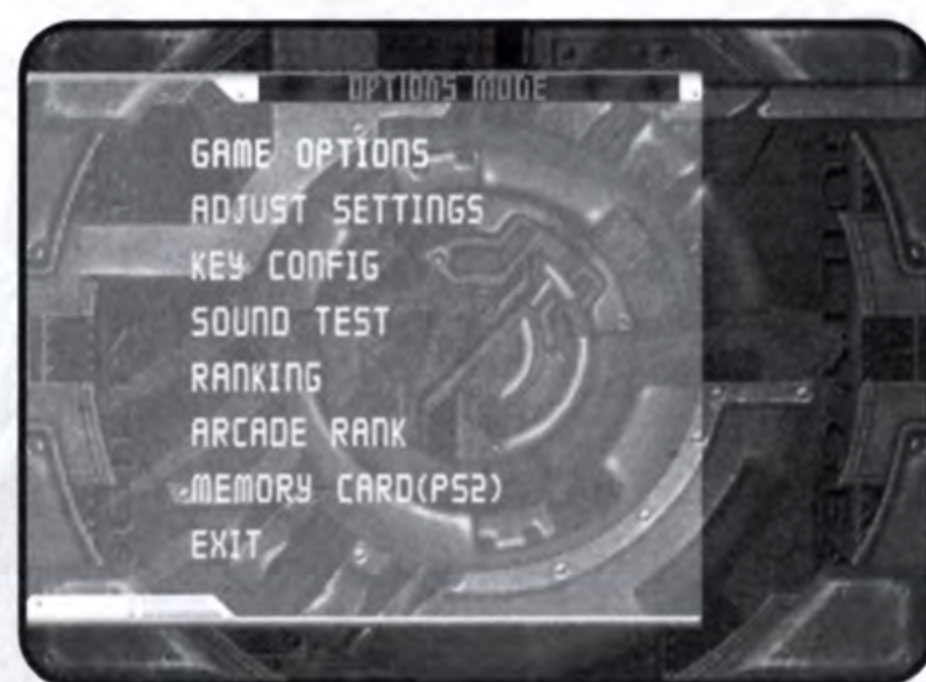 OPTIONS MODE
GAME OPTIONS
ADJUST SETTINGS
KEY CONFIG
SOUND TEST
RANKING
ARCADE RANK
MEMORY CARD(PS2)
EXIT